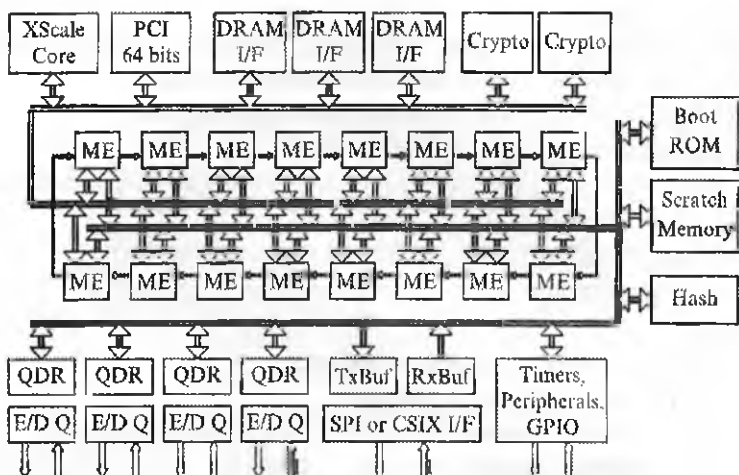 XScale Core
PCI 64 bits
DRAM I/F
DRAM I/F
DRAM I/F
Crypto
Crypto
Boot ROM
ME ME ME ME ME ME ME ME
Scratch Memory
ME ME ME ME ME ME ME ME
Hash
QDR QDR QDR QDR TxBuf RxBuf
Timers, Peripherals, GPIO
E/D Q E/D Q E/D Q E/D Q SPI or CSIX I/F